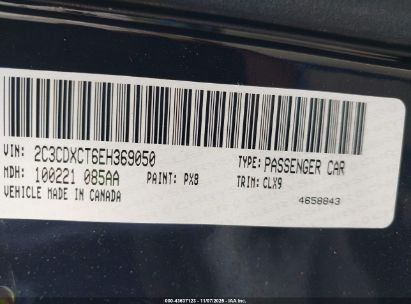 VIN: 2C3CDXCT6EH369050 TYPE: PASSENGER CAR
MDH: 100221 085AA PAINT: PX8 TRIM: CLX9
VEHICLE MADE IN CANADA 4658843